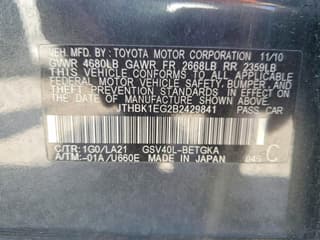 VEH. MFD BY: TOYOTA MOTOR CORPORATION 11/10
GVWR 4680LB GAWR FR 2668LB RR 2359LB
THIS VEHICLE CONFORMS TO ALL APPLICABLE
FEDERAL MOTOR VEHICLE SAFETY, BUMPER, AND
THEFT PREVENTION STANDARDS IN EFFECT ON
THE DATE OF MANUFACTURE SHOWN ABOVE.
JTHBK1EG2B2429841 PASS CAR
C/TR: 1G0/LA21 GSV40L-BETGKA
A/TM: -01A /U660E MADE IN JAPAN 045 C